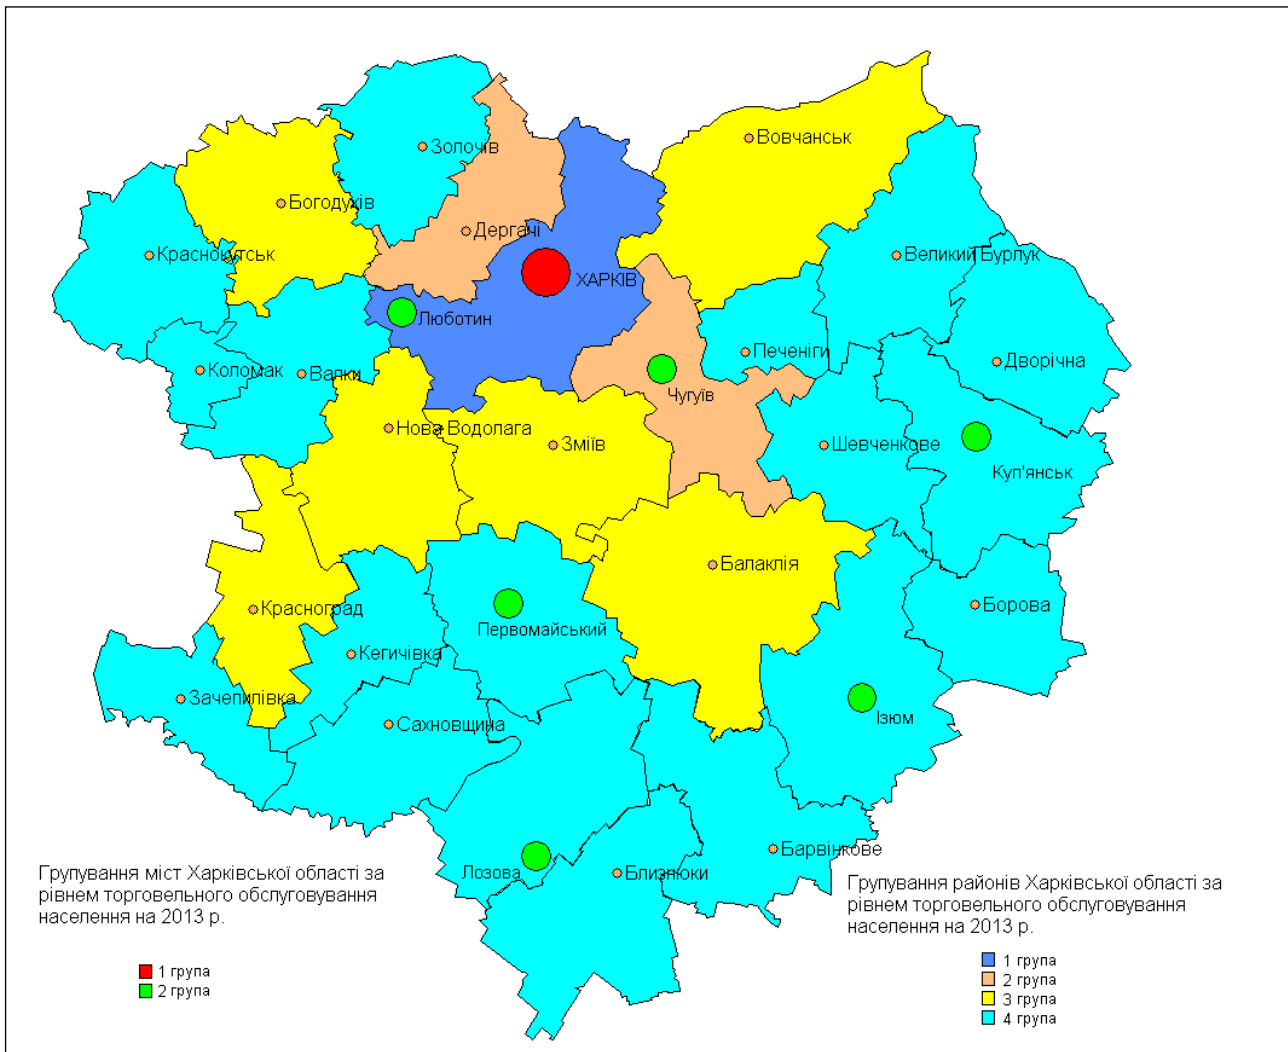 Вовчанськ
Золочів
Богодухів
Дергачі
Краснокутськ
Великий Бурлук
ХАРКІВ
Люботин
Печеніги
Дворічна
Коломак
Валки
Чугуїв
Нова Водолага
Зміїв
Шевченкове
Куп'янськ
Балаклія
Борова
Красноград
Первомайський
Кегичівка
Зачепилівка
Сахновщина
Ізюм
Барвінкове
Лозова
Близнюки
Групування міст Харківської області за
рівнем торговельного обслуговування
населення на 2013 р.
1 група
2 група
Групування районів Харківської області за
рівнем торговельного обслуговування
населення на 2013 р.
1 група
2 група
3 група
4 група